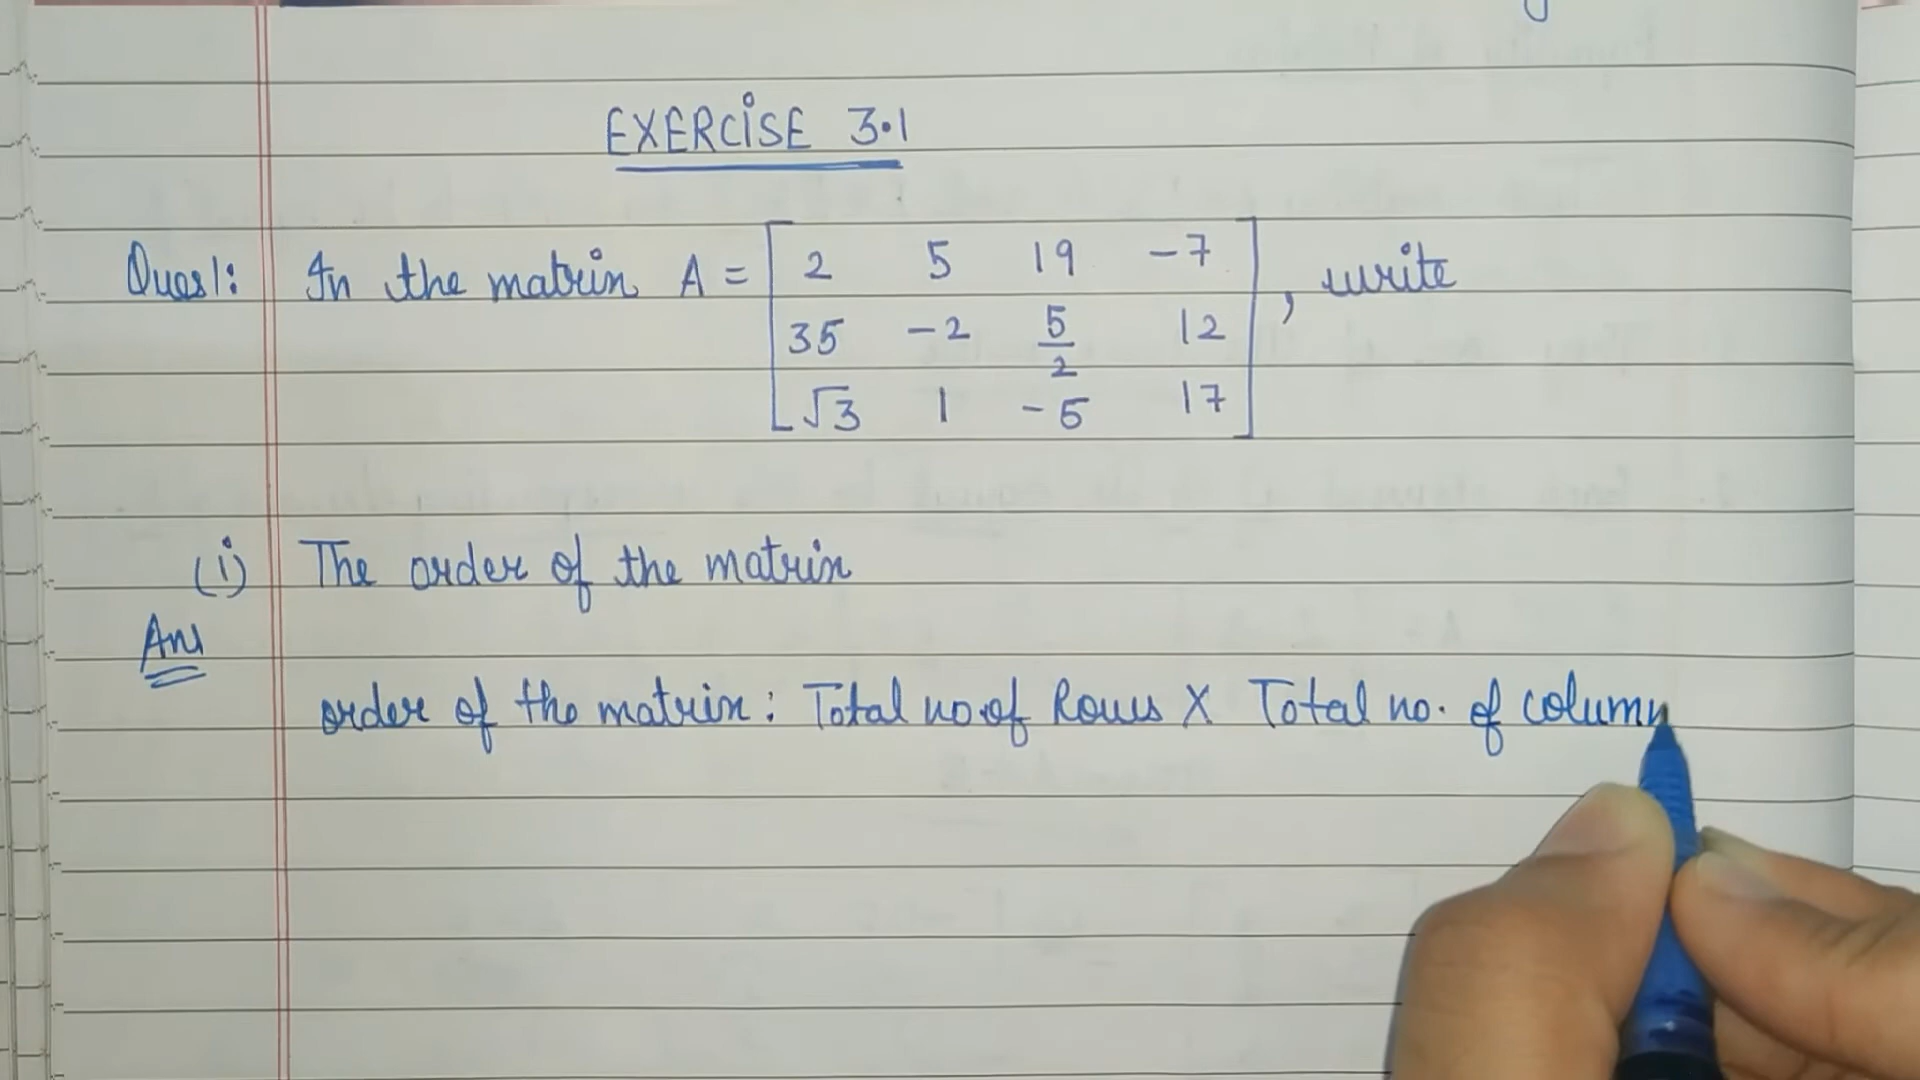 EXERCISE 3.1
Ques1: In the matrix A = [ 2 5 19 -7 ] , write
35 -2 5/2 12
√3 1 -5 17
(i) The order of the matrix
Ans
order of the matrix : Total no. of Rows X Total no. of column